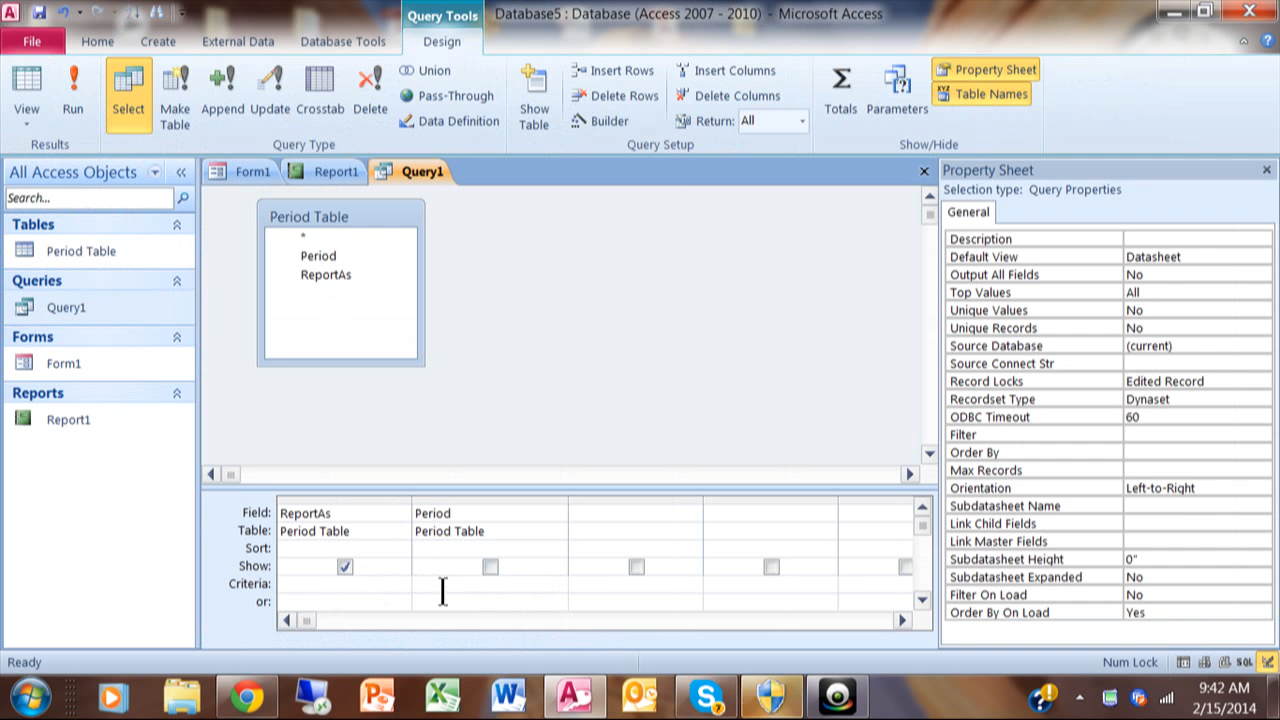 Query Tools
Database5 : Database (Access 2007 - 2010) - Microsoft Access
File Home Create External Data Database Tools Design
View
Run
Select
Make Table
Append
Update
Crosstab
Delete
Union
Pass-Through
Data Definition
Show Table
Insert Rows
Delete Rows
Builder
Insert Columns
Delete Columns
Return: All
Totals
Parameters
Property Sheet
Table Names
Results
Query Type
Query Setup
Show/Hide
All Access Objects
Search...
Tables
Period Table
Queries
Query1
Forms
Form1
Reports
Report1
Form1 Report1 Query1
Period Table
*
Period
ReportAs
Field: ReportAs Period
Table: Period Table Period Table
Sort:
Show:
Criteria:
or:
Property Sheet
Selection type: Query Properties
General
Description
Default View Datasheet
Output All Fields No
Top Values All
Unique Values No
Unique Records No
Source Database (current)
Source Connect Str
Record Locks Edited Record
Recordset Type Dynaset
ODBC Timeout 60
Filter
Order By
Max Records
Orientation Left-to-Right
Subdatasheet Name
Link Child Fields
Link Master Fields
Subdatasheet Height 0"
Subdatasheet Expanded No
Filter On Load No
Order By On Load Yes
Ready
Num Lock
SQL
9:42 AM
2/15/2014